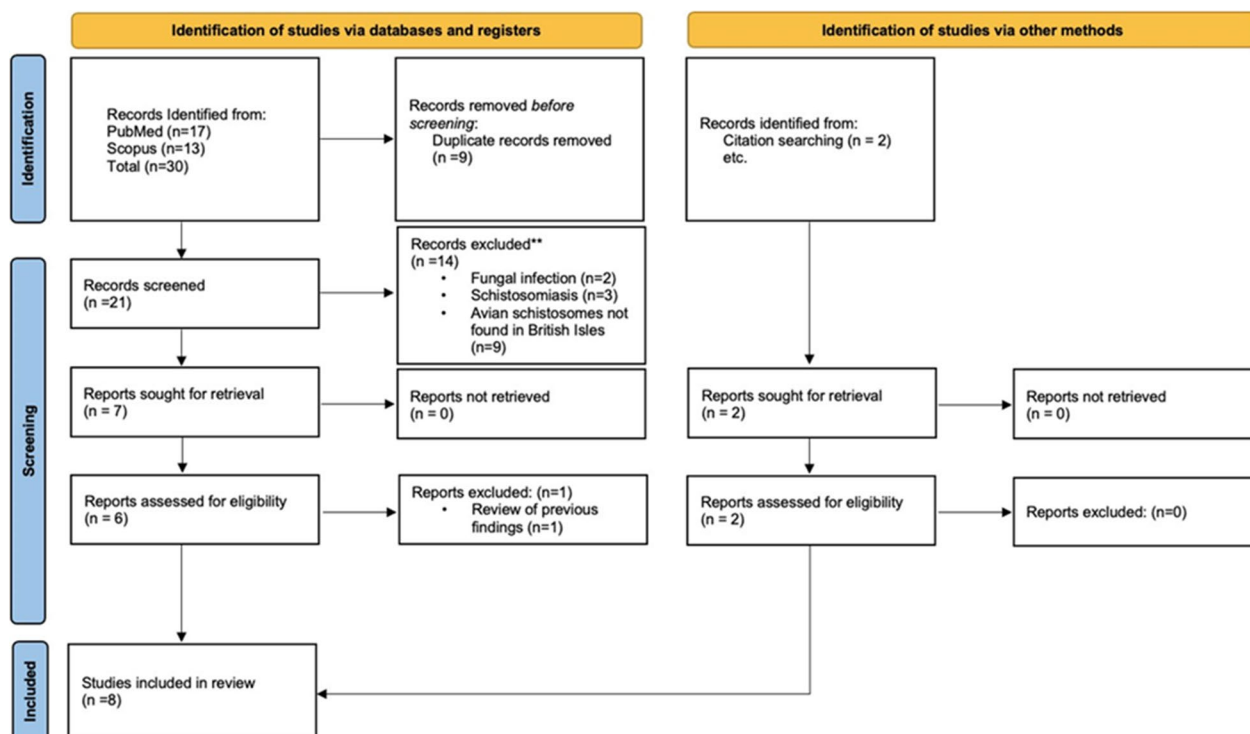 Identification of studies via databases and registers
Identification of studies via other methods
Identification
Records Identified from:
PubMed (n=17)
Scopus (n=13)
Total (n=30)
Records removed before
screening:
Duplicate records removed
(n =9)
Records identified from:
Citation searching (n = 2)
etc.
Screening
Records screened
(n =21)
Records excluded**
(n =14)
• Fungal infection (n=2)
• Schistosomiasis (n=3)
• Avian schistosomes not
found in British Isles
(n=9)
Reports sought for retrieval
(n = 7)
Reports not retrieved
(n = 0)
Reports sought for retrieval
(n = 2)
Reports not retrieved
(n = 0)
Reports assessed for eligibility
(n = 6)
Reports excluded: (n=1)
• Review of previous
findings (n=1)
Reports assessed for eligibility
(n = 2)
Reports excluded: (n=0)
Included
Studies included in review
(n =8)